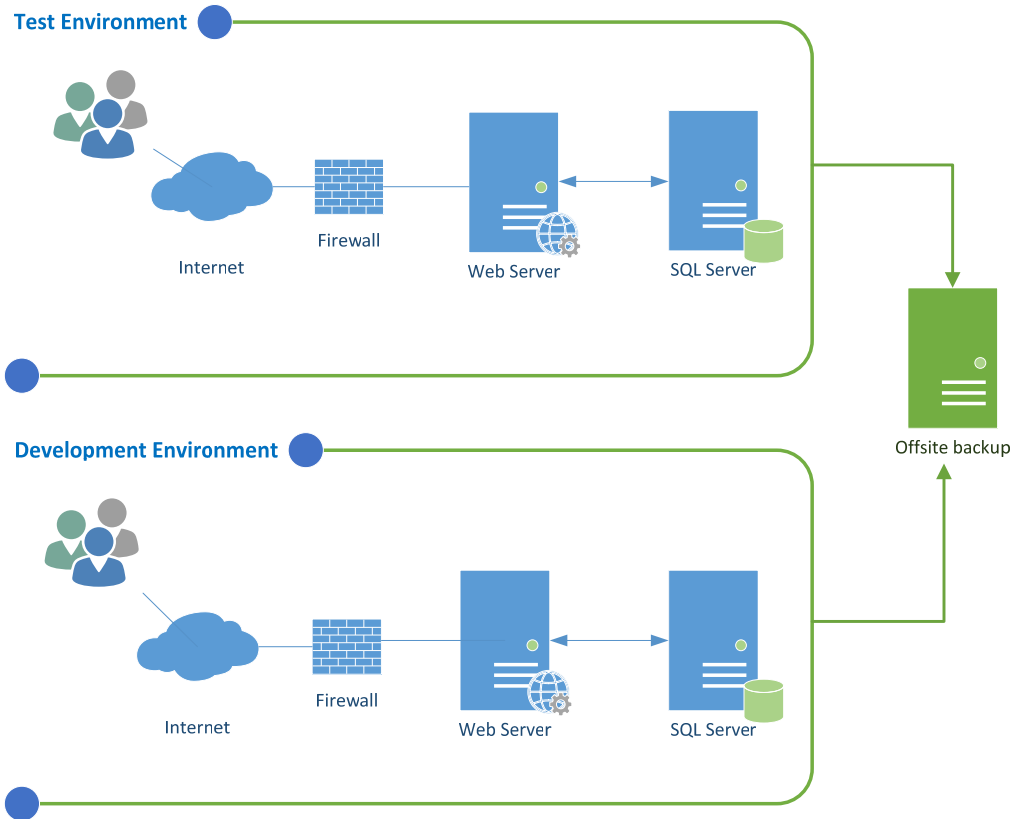 Test Environment
Firewall
Internet
Web Server
SQL Server
Offsite backup
Development Environment
Firewall
Internet
Web Server
SQL Server